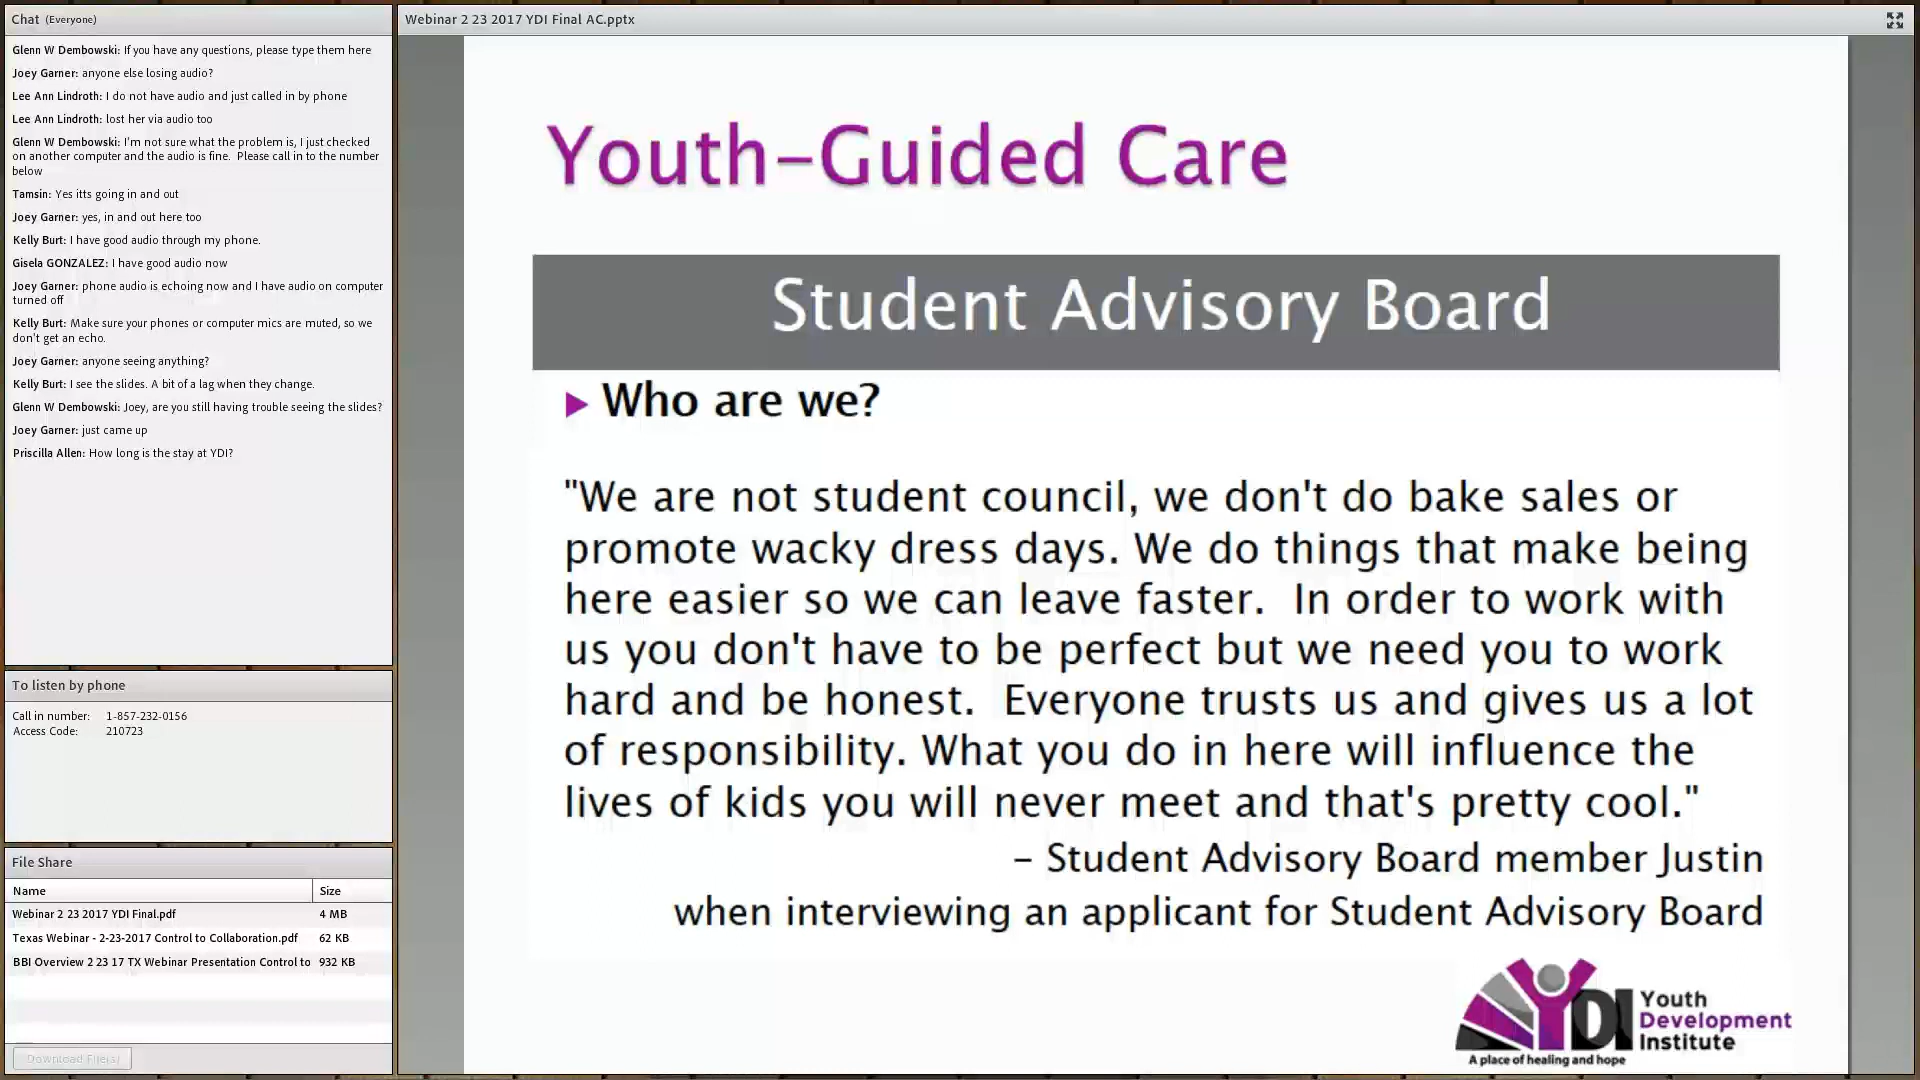 Chat (Everyone)
Glenn W Dembowski: If you have any questions, please type them here
Joey Garner: anyone else losing audio?
Lee Ann Lindroth: I do not have audio and just called in by phone
Lee Ann Lindroth: lost her via audio too
Glenn W Dembowski: I'm not sure what the problem is, I just checked
on another computer and the audio is fine.  Please call in to the number
below
Tamsin: Yes itts going in and out
Joey Garner: yes, in and out here too
Kelly Burt: I have good audio through my phone.
Gisela GONZALEZ: I have good audio now
Joey Garner: phone audio is echoing now and I have audio on computer
turned off
Kelly Burt: Make sure your phones or computer mics are muted, so we
don't get an echo.
Joey Garner: anyone seeing anything?
Kelly Burt: I see the slides. A bit of a lag when they change.
Glenn W Dembowski: Joey, are you still having trouble seeing the slides?
Joey Garner: just came up
Priscilla Allen: How long is the stay at YDI?
To listen by phone
Call in number: 1-857-232-0156
Access Code: 210723
File Share
Name Size
Webinar 2 23 2017 YDI Final.pdf 4 MB
Texas Webinar - 2-23-2017 Control to Collaboration.pdf 62 KB
BBI Overview 2 23 17 TX Webinar Presentation Control to 932 KB
Download File(s)
Webinar 2 23 2017 YDI Final AC.pptx
Youth-Guided Care
Student Advisory Board
Who are we?
"We are not student council, we don't do bake sales or
promote wacky dress days. We do things that make being
here easier so we can leave faster.  In order to work with
us you don't have to be perfect but we need you to work
hard and be honest.  Everyone trusts us and gives us a lot
of responsibility. What you do in here will influence the
lives of kids you will never meet and that's pretty cool."
– Student Advisory Board member Justin
when interviewing an applicant for Student Advisory Board
YDI
Youth
Development
Institute
A place of healing and hope